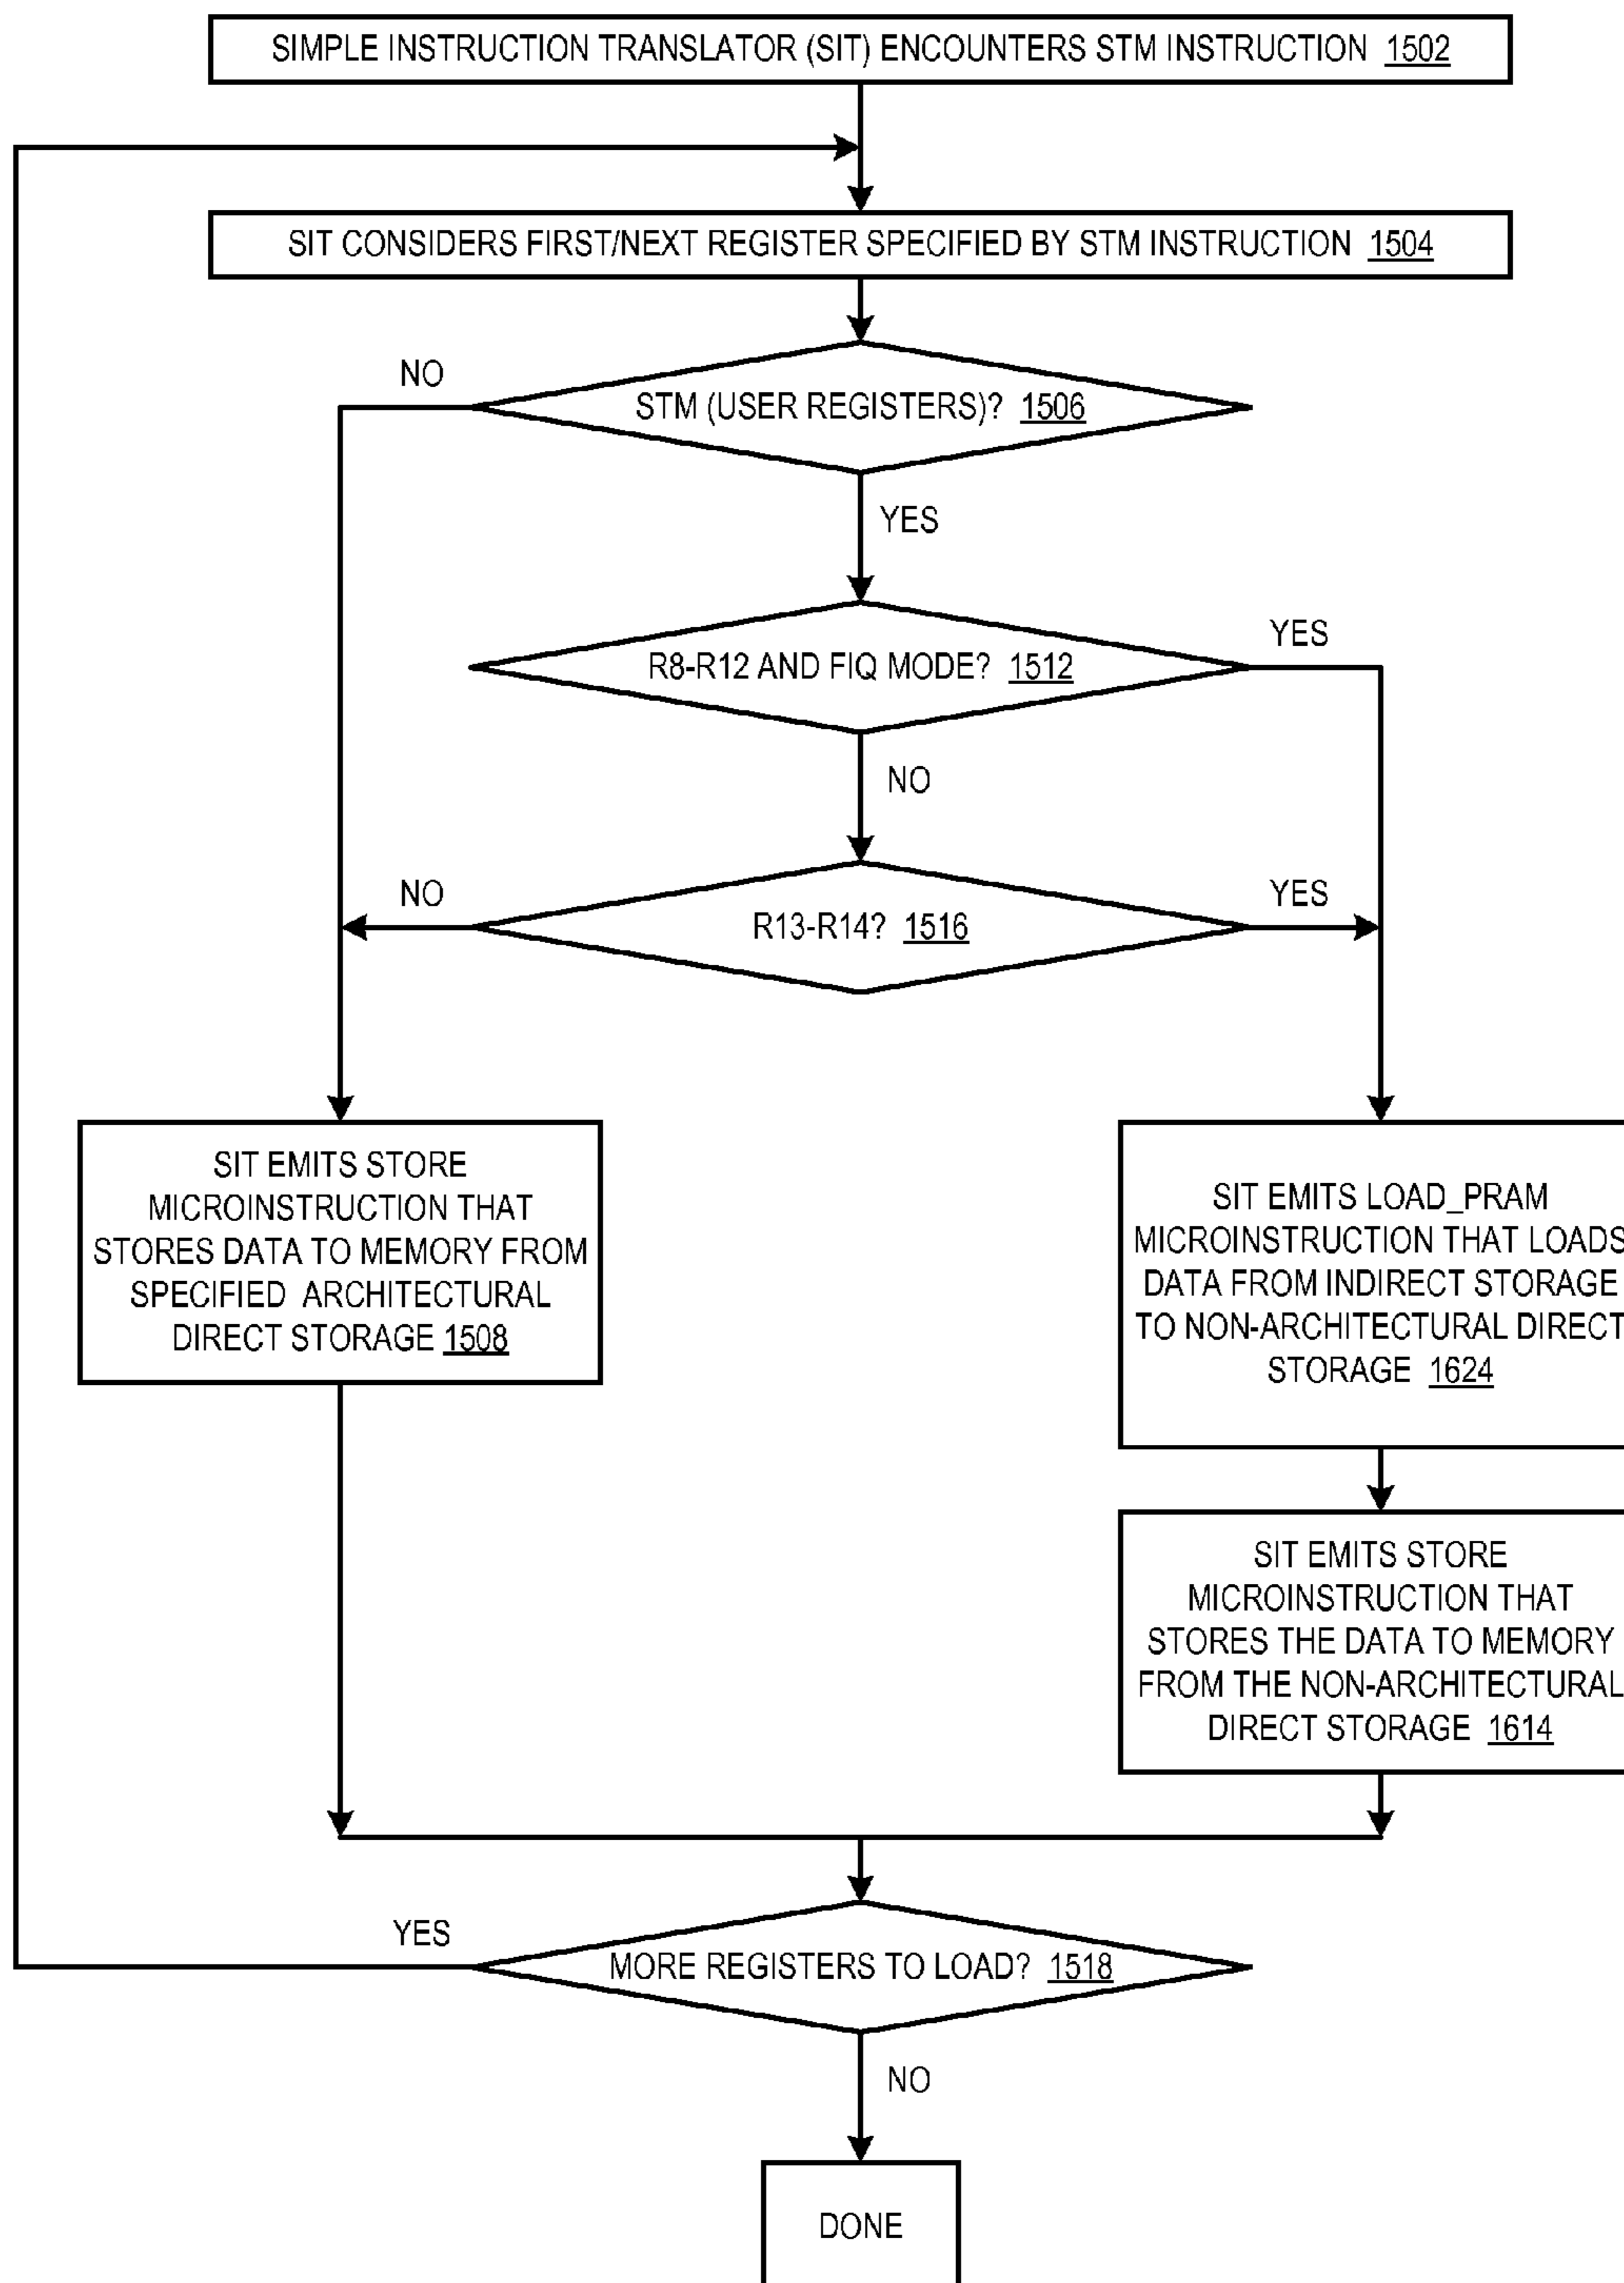 SIMPLE INSTRUCTION TRANSLATOR (SIT) ENCOUNTERS STM INSTRUCTION 1502
SIT CONSIDERS FIRST/NEXT REGISTER SPECIFIED BY STM INSTRUCTION 1504
NO
STM (USER REGISTERS)? 1506
YES
YES
R8-R12 AND FIQ MODE? 1512
NO
NO
YES
R13-R14? 1516
SIT EMITS STORE
MICROINSTRUCTION THAT
STORES DATA TO MEMORY FROM
SPECIFIED ARCHITECTURAL
DIRECT STORAGE 1508
SIT EMITS LOAD_PRAM
MICROINSTRUCTION THAT LOADS
DATA FROM INDIRECT STORAGE
TO NON-ARCHITECTURAL DIRECT
STORAGE 1624
SIT EMITS STORE
MICROINSTRUCTION THAT
STORES THE DATA TO MEMORY
FROM THE NON-ARCHITECTURAL
DIRECT STORAGE 1614
YES
MORE REGISTERS TO LOAD? 1518
NO
DONE